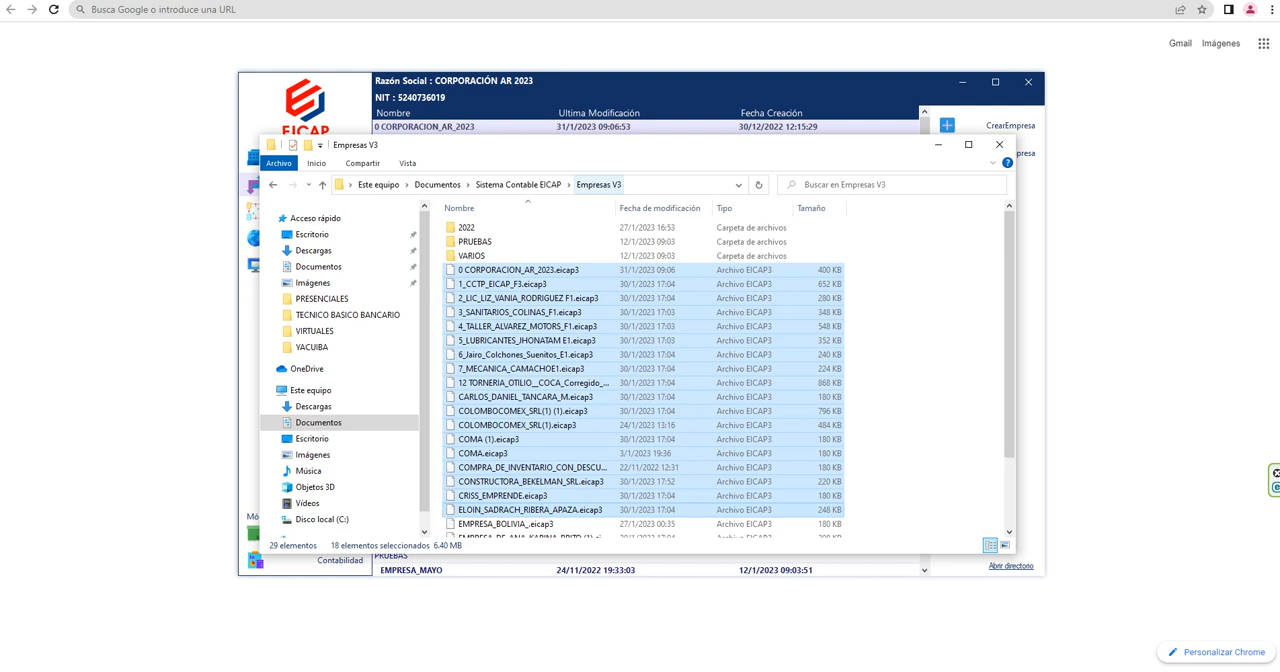 Busca Google o introduce una URL
Gmail Imágenes
EICAP
Razón Social : CORPORACIÓN AR 2023
NIT : 5240736019
Nombre Ultima Modificación Fecha Creación
0 CORPORACION_AR_2023 31/1/2023 09:06:53 30/12/2022 12:15:29
CrearEmpresa
presa
Empresas V3
Archivo Inicio Compartir Vista
Este equipo Documentos Sistema Contable EICAP Empresas V3
Buscar en Empresas V3
Acceso rápido
Escritorio
Descargas
Documentos
Imágenes
PRESENCIALES
TECNICO BASICO BANCARIO
VIRTUALES
YACUIBA
OneDrive
Este equipo
Descargas
Documentos
Escritorio
Imágenes
Música
Objetos 3D
Vídeos
Disco local (C:)
Nombre Fecha de modificación Tipo Tamaño
2022 27/1/2023 16:53 Carpeta de archivos
PRUEBAS 12/1/2023 09:03 Carpeta de archivos
VARIOS 12/1/2023 09:03 Carpeta de archivos
0 CORPORACION_AR_2023.eicap3 31/1/2023 09:06 Archivo EICAP3 400 KB
1_CCTP_EICAP_F3.eicap3 30/1/2023 17:04 Archivo EICAP3 652 KB
2_LIC_LIZ_VANIA_RODRIGUEZ F1.eicap3 30/1/2023 17:04 Archivo EICAP3 280 KB
3_SANITARIOS_COLINAS_F1.eicap3 30/1/2023 17:03 Archivo EICAP3 348 KB
4_TALLER_ALVAREZ_MOTORS_F1.eicap3 30/1/2023 17:03 Archivo EICAP3 548 KB
5_LUBRICANTES_JHONATAM E1.eicap3 30/1/2023 17:03 Archivo EICAP3 352 KB
6_Jairo_Colchones_Suenitos_E1.eicap3 30/1/2023 17:04 Archivo EICAP3 240 KB
7_MECANICA_CAMACHOE1.eicap3 30/1/2023 17:04 Archivo EICAP3 224 KB
12 TORNERIA_OTILIO__COCA_Corregido_... 30/1/2023 17:04 Archivo EICAP3 868 KB
CARLOS_DANIEL_TANCARA_M.eicap3 30/1/2023 17:04 Archivo EICAP3 180 KB
COLOMBOCOMEX_SRL(1) (1).eicap3 30/1/2023 17:04 Archivo EICAP3 796 KB
COLOMBOCOMEX_SRL(1).eicap3 24/1/2023 13:16 Archivo EICAP3 484 KB
COMA (1).eicap3 30/1/2023 17:04 Archivo EICAP3 180 KB
COMA.eicap3 3/1/2023 19:36 Archivo EICAP3 180 KB
COMPRA_DE_INVENTARIO_CON_DESCU... 22/11/2022 12:31 Archivo EICAP3 180 KB
CONSTRUCTORA_BEKELMAN_SRL.eicap3 30/1/2023 17:52 Archivo EICAP3 220 KB
CRISS_EMPRENDE.eicap3 30/1/2023 17:04 Archivo EICAP3 180 KB
ELOIN_SADRACH_RIBERA_APAZA.eicap3 30/1/2023 17:04 Archivo EICAP3 248 KB
EMPRESA_BOLIVIA_.eicap3 27/1/2023 00:35 Archivo EICAP3 180 KB
29 elementos 18 elementos seleccionados 6.40 MB
Mó
Contabilidad
PRUEBAS
EMPRESA_MAYO 24/11/2022 19:33:03 12/1/2023 09:03:51
Abrir directorio
Personalizar Chrome